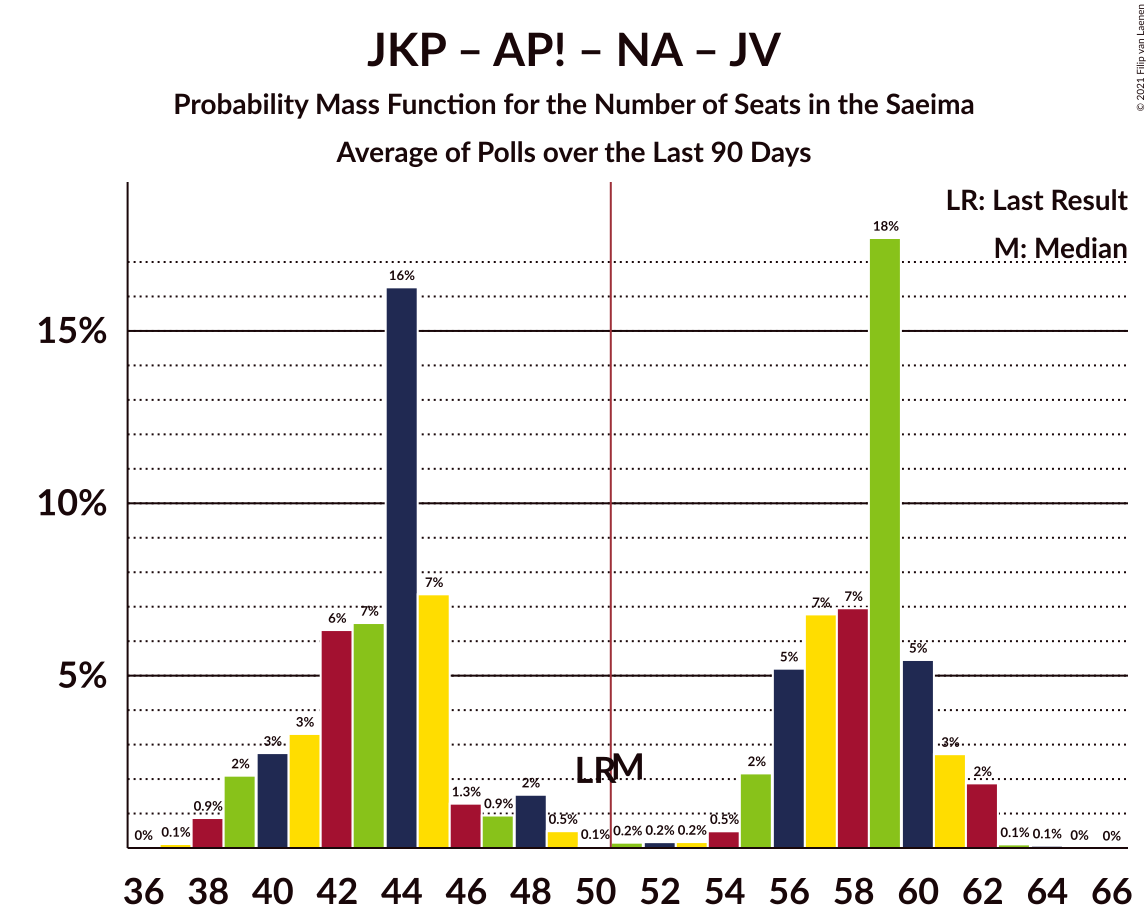 JKP – AP! – NA – JV
Probability Mass Function for the Number of Seats in the Saeima
Average of Polls over the Last 90 Days
© 2021 Filip van Laenen
LR: Last Result
M: Median
15%
10%
5%
0% 0.1% 0.9% 2% 3% 3% 6% 7% 16% 7% 1.3% 0.9% 2% 0.5% 0.1% 0.2% 0.2% 0.2% 0.5% 2% 5% 7% 7% 18% 5% 3% 2% 0.1% 0.1% 0% 0%
LR M
36 38 40 42 44 46 48 50 52 54 56 58 60 62 64 66